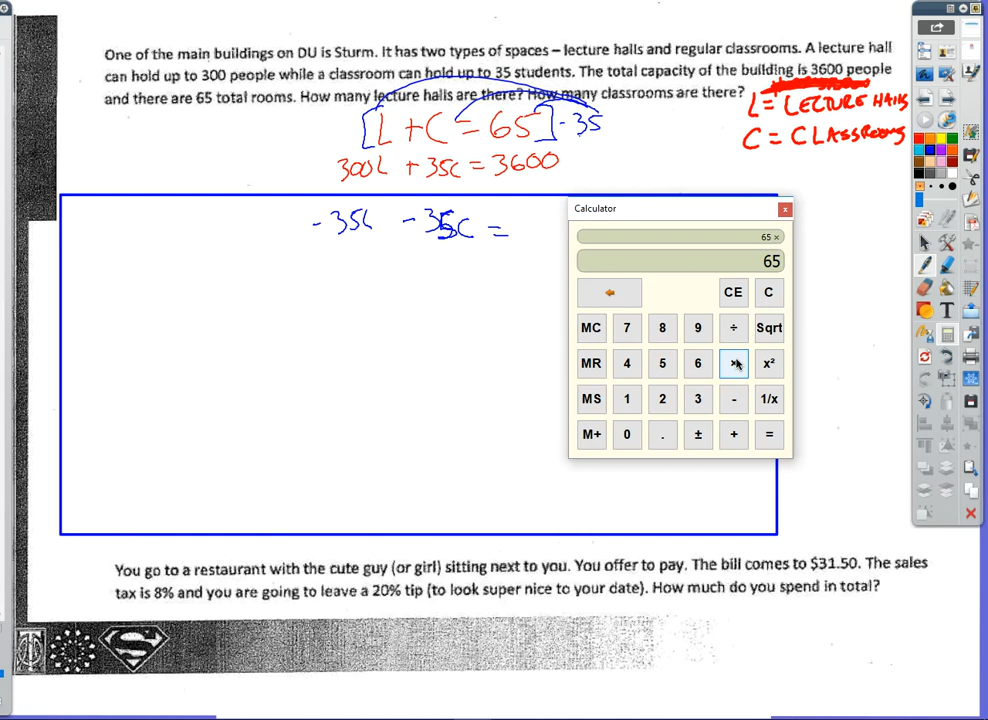 One of the main buildings on DU is Sturm. It has two types of spaces – lecture halls and regular classrooms. A lecture hall
can hold up to 300 people while a classroom can hold up to 35 students. The total capacity of the building is 3600 people
and there are 65 total rooms. How many lecture halls are there? How many classrooms are there?
L = LECTURE HALLS
[L + C = 65] · -35
C = CLASSROOMS
300L + 35C = 3600
-35L -35C =
Calculator
x
65 ×
65
CE C
MC 7 8 9 ÷ Sqrt
MR 4 5 6 × x²
MS 1 2 3 - 1/x
M+ 0 . ± + =
You go to a restaurant with the cute guy (or girl) sitting next to you. You offer to pay. The bill comes to $31.50. The sales
tax is 8% and you are going to leave a 20% tip (to look super nice to your date). How much do you spend in total?